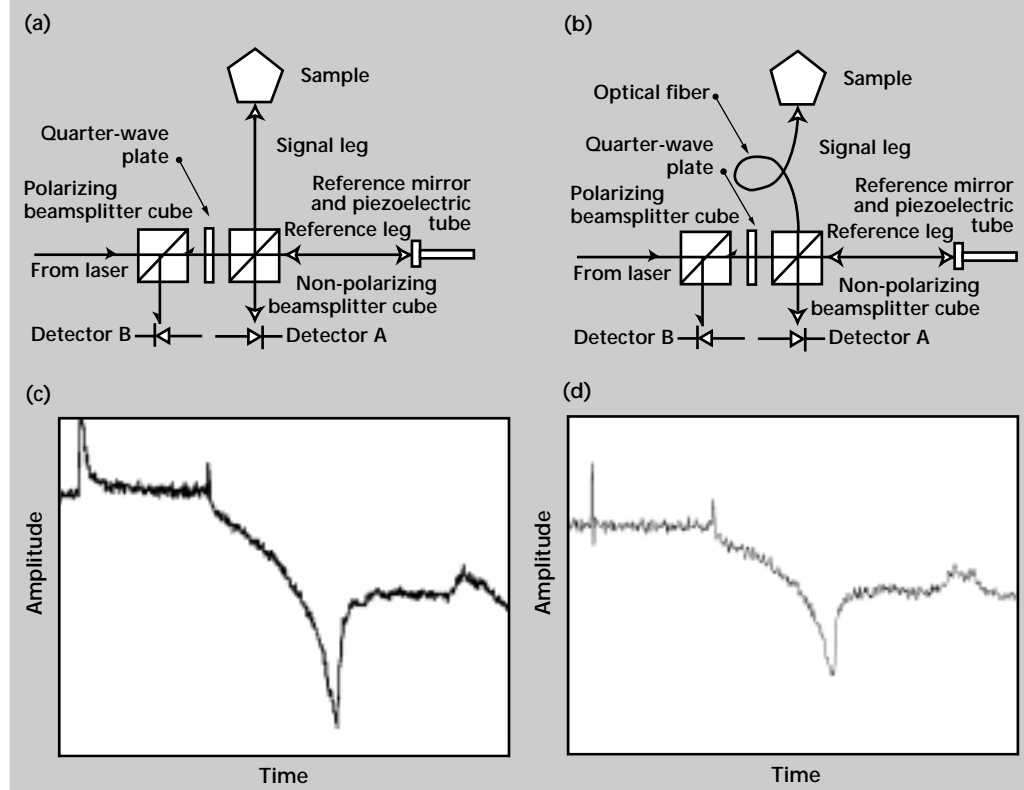 (a)
Sample
Quarter-wave
plate
Signal leg
Polarizing
beamsplitter cube
Reference mirror
and piezoelectric
tube
Reference leg
From laser
Non-polarizing
beamsplitter cube
Detector B
Detector A
(b)
Sample
Optical fiber
Quarter-wave
plate
Signal leg
Polarizing
beamsplitter cube
Reference mirror
and piezoelectric
tube
Reference leg
From laser
Non-polarizing
beamsplitter cube
Detector B
Detector A
(c)
Amplitude
Time
(d)
Amplitude
Time